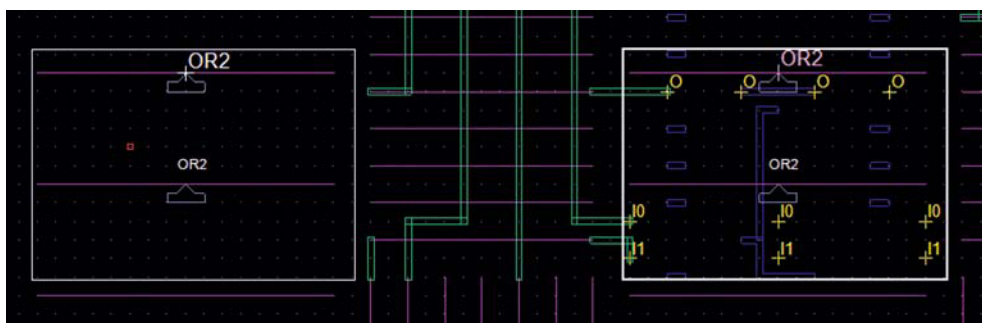 OR2 OR2
O O O O
OR2 OR2
I0 I0 I0
I1 I1 I1